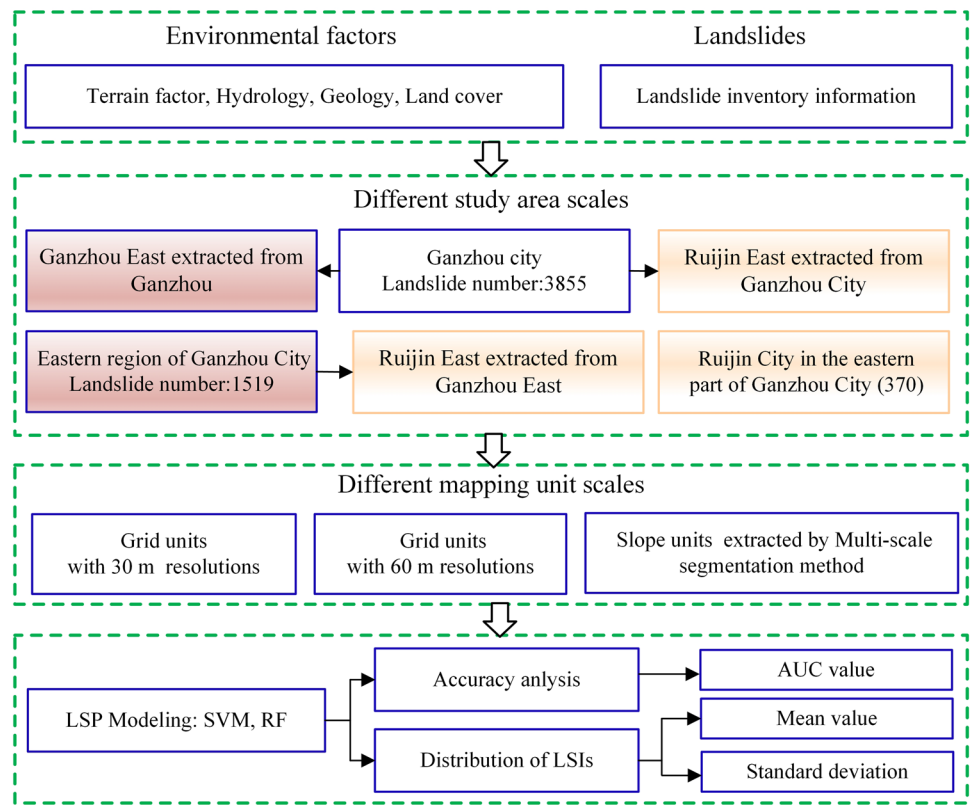 Environmental factors
Landslides
Terrain factor, Hydrology, Geology, Land cover
Landslide inventory information
Different study area scales
Ganzhou East extracted from
Ganzhou
Ganzhou city
Landslide number:3855
Ruijin East extracted from
Ganzhou City
Eastern region of Ganzhou City
Landslide number:1519
Ruijin East extracted from
Ganzhou East
Ruijin City in the eastern
part of Ganzhou City (370)
Different mapping unit scales
Grid units
with 30 m resolutions
Grid units
with 60 m resolutions
Slope units extracted by Multi-scale
segmentation method
LSP Modeling: SVM, RF
Accuracy anlysis
AUC value
Distribution of LSIs
Mean value
Standard deviation